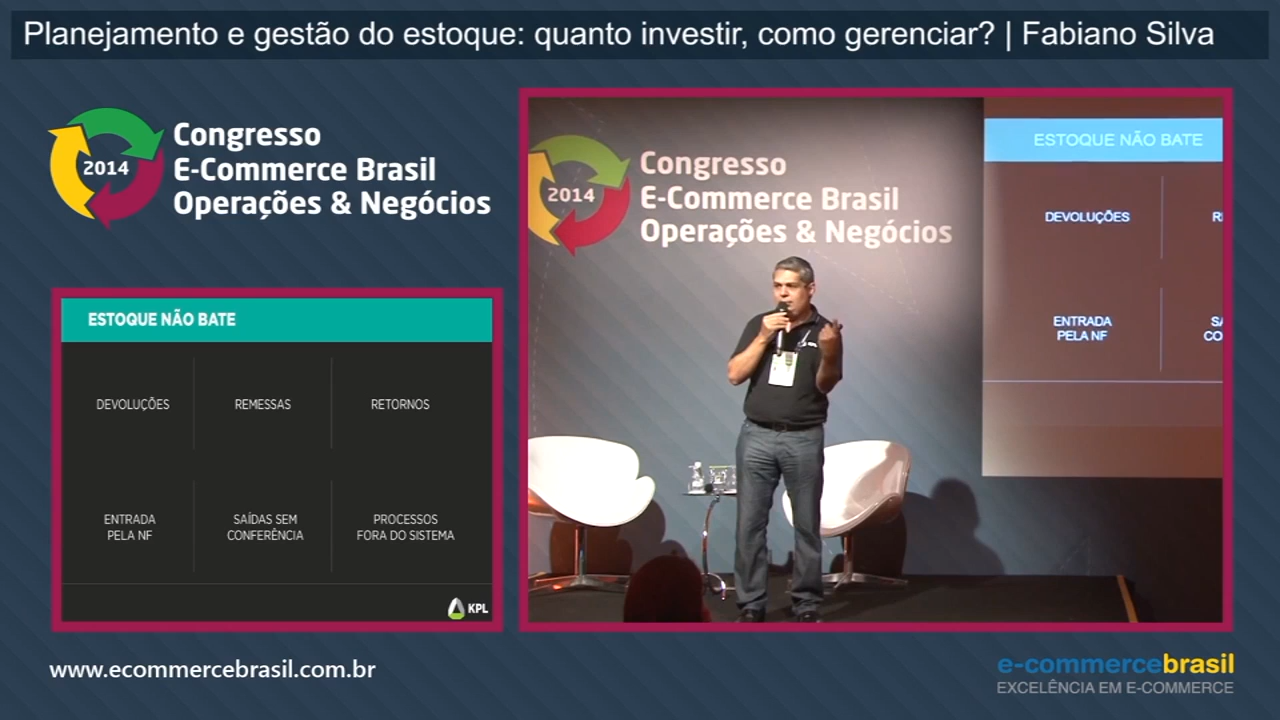 Planejamento e gestão do estoque: quanto investir, como gerenciar? | Fabiano Silva
2014
Congresso
E-Commerce Brasil
Operações & Negócios
ESTOQUE NÃO BATE
DEVOLUÇÕES
REMESSAS
RETORNOS
ENTRADA
PELA NF
SAÍDAS SEM
CONFERÊNCIA
PROCESSOS
FORA DO SISTEMA
KPL
2014
Congresso
E-Commerce Brasil
Operações & Negócios
ESTOQUE NÃO BATE
DEVOLUÇÕES
ENTRADA
PELA NF
www.ecommercebrasil.com.br
e-commercebrasil
EXCELÊNCIA EM E-COMMERCE